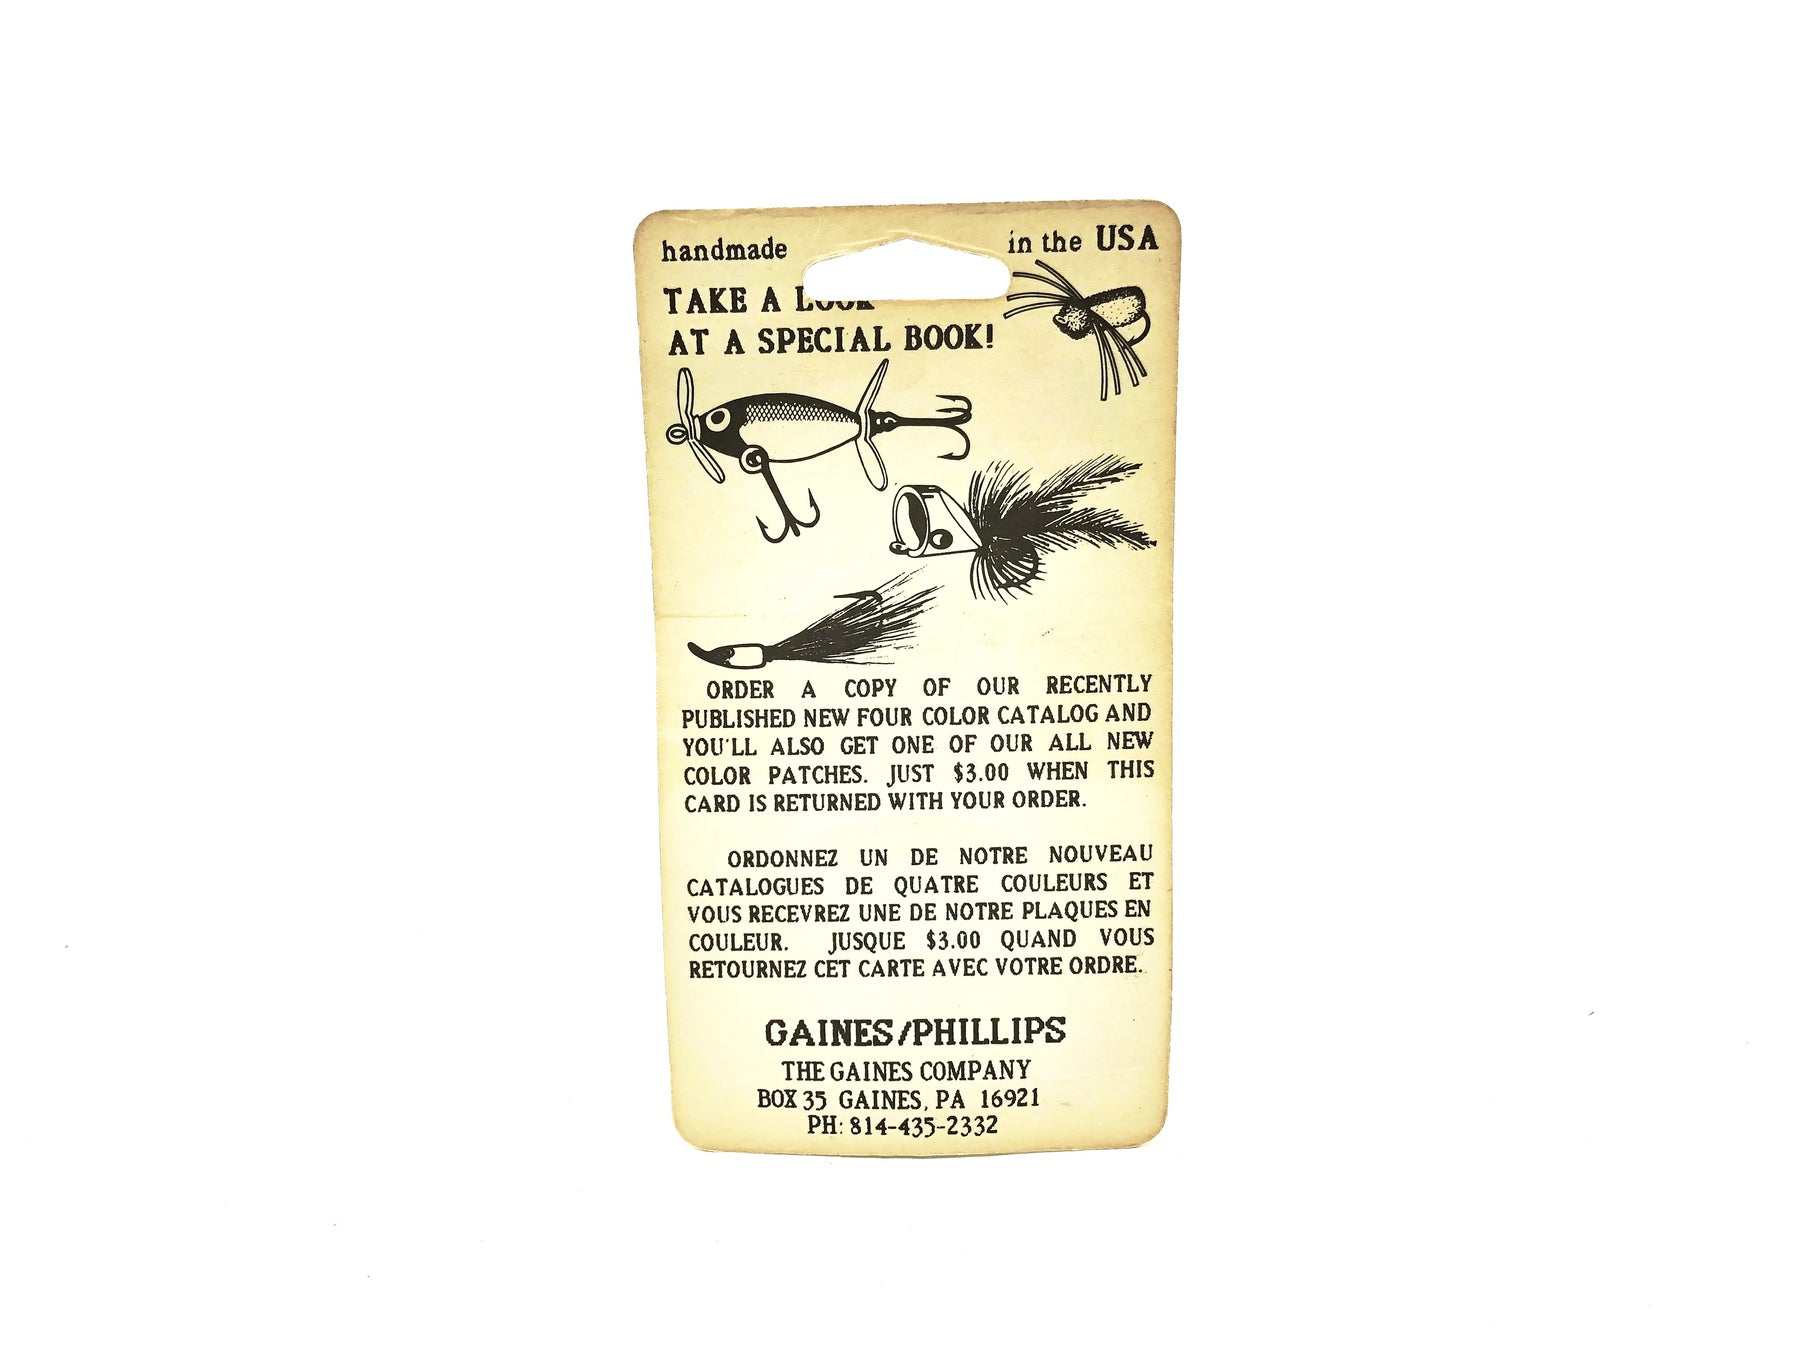 handmade in the USA
TAKE A LOOK
AT A SPECIAL BOOK!
ORDER A COPY OF OUR RECENTLY
PUBLISHED NEW FOUR COLOR CATALOG AND
YOU'LL ALSO GET ONE OF OUR ALL NEW
COLOR PATCHES. JUST $3.00 WHEN THIS
CARD IS RETURNED WITH YOUR ORDER.
ORDONNEZ UN DE NOTRE NOUVEAU
CATALOGUES DE QUATRE COULEURS ET
VOUS RECEVREZ UNE DE NOTRE PLAQUES EN
COULEUR. JUSQUE $3.00 QUAND VOUS
RETOURNEZ CET CARTE AVEC VOTRE ORDRE.
GAINES/PHILLIPS
THE GAINES COMPANY
BOX 35 GAINES, PA 16921
PH: 814-435-2332